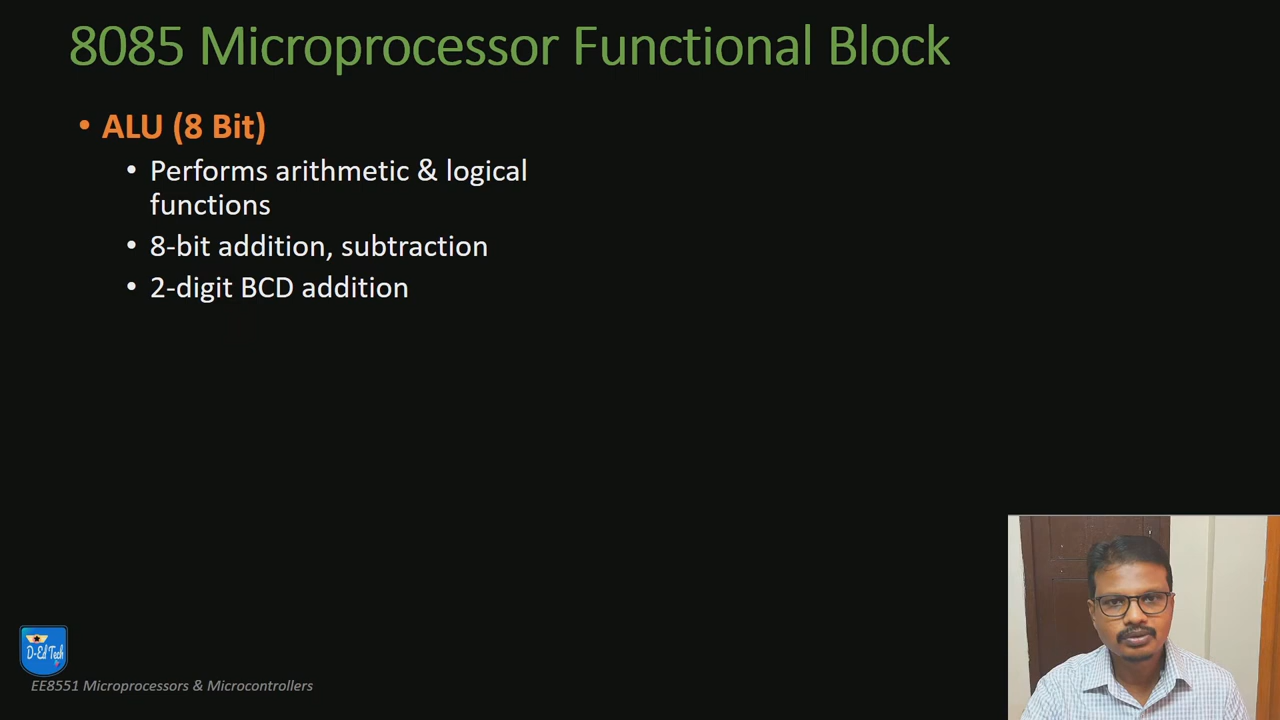 8085 Microprocessor Functional Block
• ALU (8 Bit)
• Performs arithmetic & logical
functions
• 8-bit addition, subtraction
• 2-digit BCD addition
D-Ed Tech
EE8551 Microprocessors & Microcontrollers